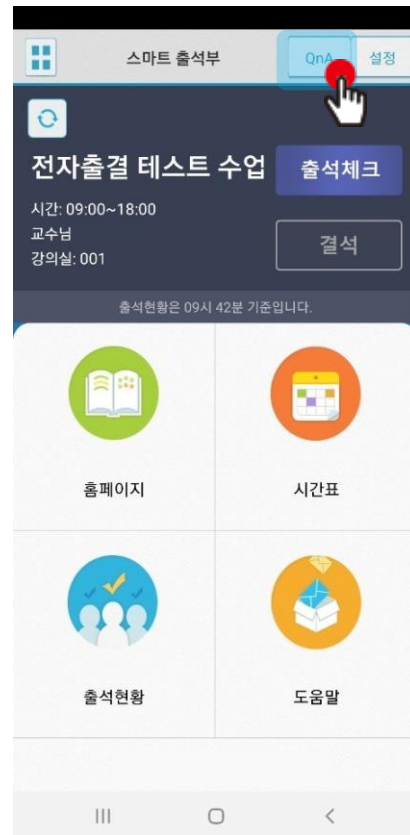 스마트 출석부
QnA
설정
전자출결 테스트 수업
출석체크
시간: 09:00~18:00
교수님
강의실: 001
결석
출석현황은 09시 42분 기준입니다.
홈페이지
시간표
출석현황
도움말